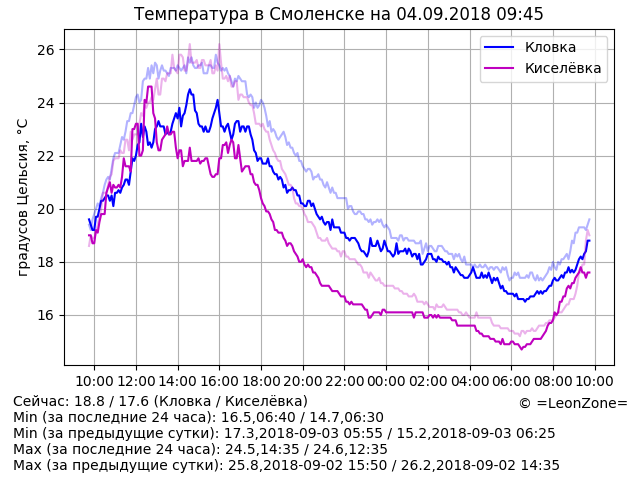 Температура в Смоленске на 04.09.2018 09:45
Кловка
Киселёвка
градусов Цельсия, °C
26
24
22
20
18
16
10:00 12:00 14:00 16:00 18:00 20:00 22:00 00:00 02:00 04:00 06:00 08:00 10:00
Сейчас: 18.8 / 17.6 (Кловка / Киселёвка)
© =LeonZone=
Min (за последние 24 часа): 16.5,06:40 / 14.7,06:30
Min (за предыдущие сутки): 17.3,2018-09-03 05:55 / 15.2,2018-09-03 06:25
Max (за последние 24 часа): 24.5,14:35 / 24.6,12:35
Max (за предыдущие сутки): 25.8,2018-09-02 15:50 / 26.2,2018-09-02 14:35